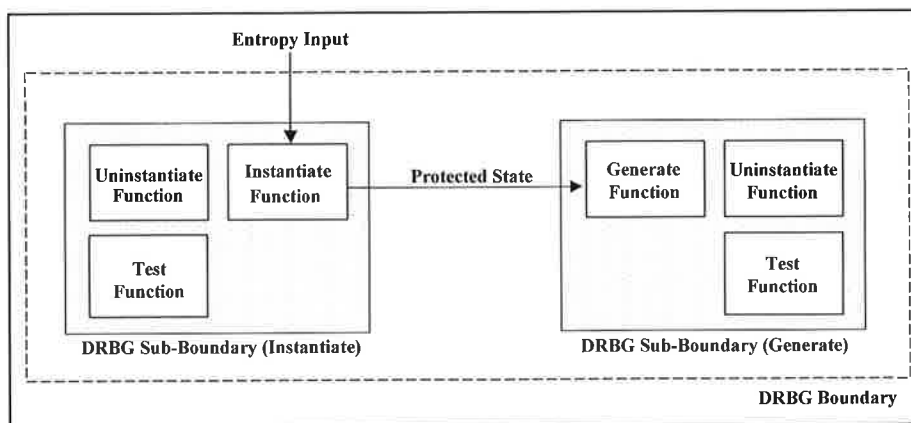 Entropy Input
Uninstantiate
Function
Instantiate
Function
Test
Function
DRBG Sub-Boundary (Instantiate)
Protected State
Generate
Function
Uninstantiate
Function
Test
Function
DRBG Sub-Boundary (Generate)
DRBG Boundary